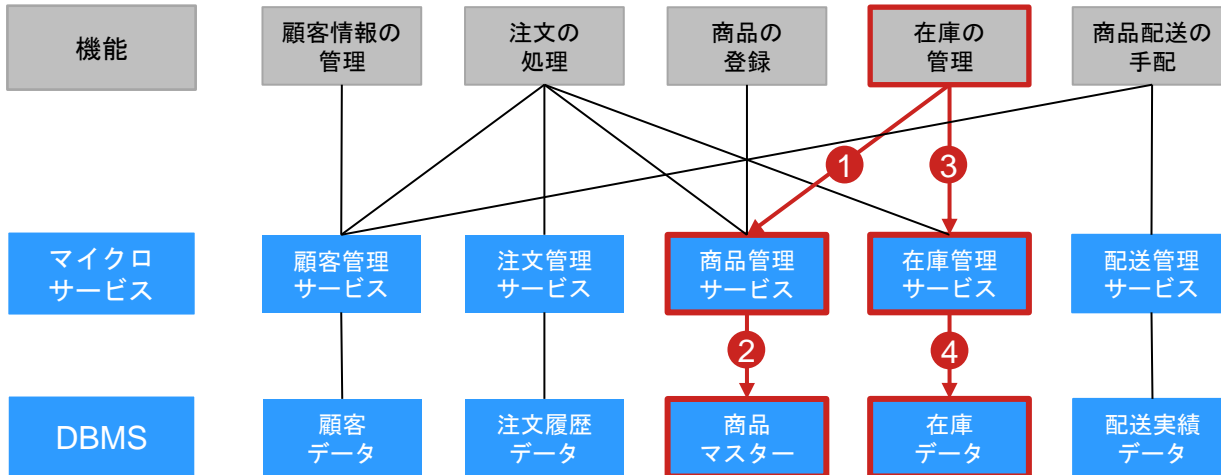 機能
顧客情報の
管理
注文の
処理
商品の
登録
在庫の
管理
商品配送の
手配
1
3
マイクロ
サービス
顧客管理
サービス
注文管理
サービス
商品管理
サービス
在庫管理
サービス
配送管理
サービス
2
4
DBMS
顧客
データ
注文履歴
データ
商品
マスター
在庫
データ
配送実績
データ